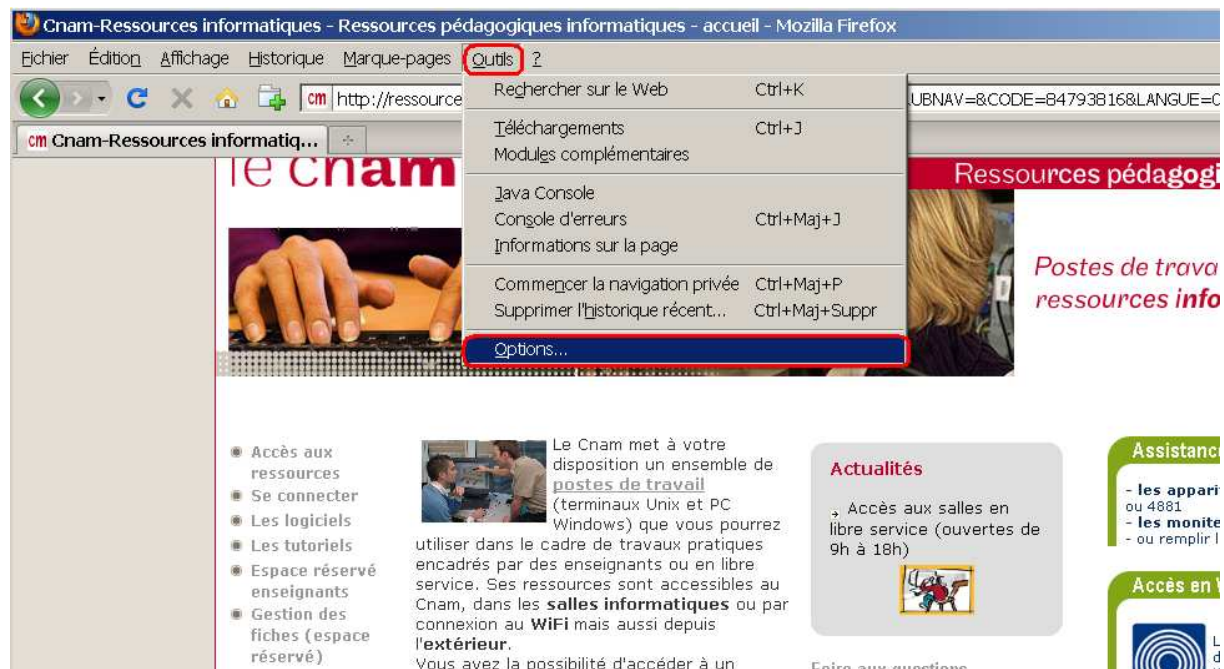 Cnam-Ressources informatiques - Ressources pédagogiques informatiques - accueil - Mozilla Firefox
Fichier Édition Affichage Historique Marque-pages Outils ?
cm http://ressource
UBNAV=&CODE=84793816&LANGUE=
cm Cnam-Ressources informatiq...
Rechercher sur le Web Ctrl+K
Téléchargements Ctrl+J
Modules complémentaires
Java Console
Console d'erreurs Ctrl+Maj+J
Informations sur la page
Commencer la navigation privée Ctrl+Maj+P
Supprimer l'historique récent... Ctrl+Maj+Suppr
Options...
le cnam
Ressources pédagogi
Postes de trava
ressources info
Accès aux
ressources
Se connecter
Les logiciels
Les tutoriels
Espace réservé
enseignants
Gestion des
fiches (espace
réservé)
Le Cnam met à votre
disposition un ensemble de
postes de travail
(terminaux Unix et PC
Windows) que vous pourrez
utiliser dans le cadre de travaux pratiques
encadrés par des enseignants ou en libre
service. Ses ressources sont accessibles au
Cnam, dans les salles informatiques ou par
connexion au WiFi mais aussi depuis
l'extérieur.
Vous avez la possibilité d'accéder à un
Actualités
Accès aux salles en
libre service (ouvertes de
9h à 18h)
Foire aux questions
Assistance
- les appari
ou 4881
- les monite
- ou remplir l
Accès en